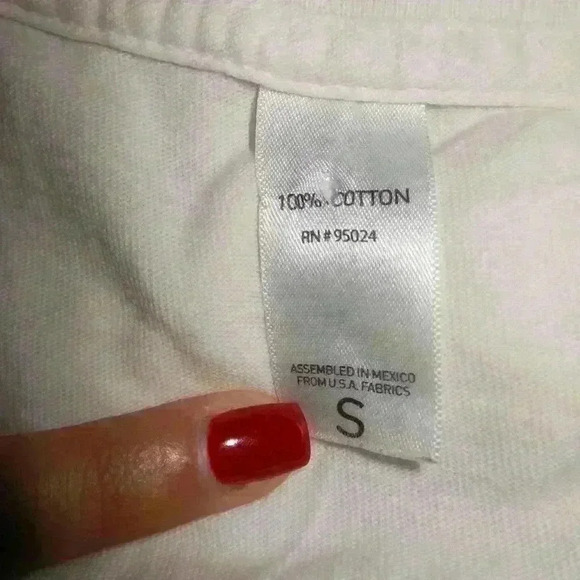 100% COTTON
RN # 95024
ASSEMBLED IN MEXICO
FROM U.S.A. FABRICS
S